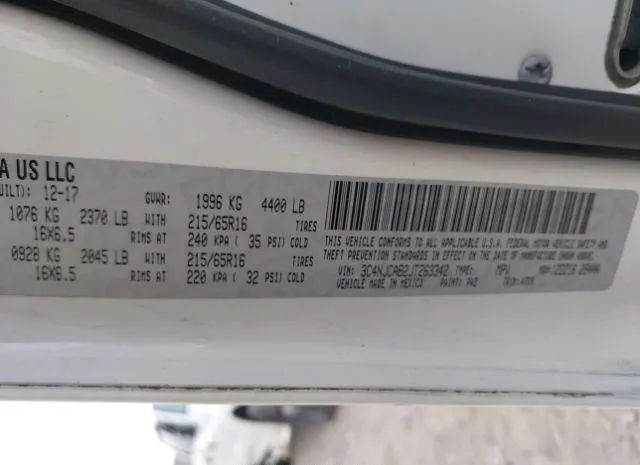 A US LLC
UILT): 12-17 GVWR: 1996 KG 4400 LB
1076 KG 2370 LB WITH 215/65R16 TIRES
16X6.5 RIMS AT 240 KPA ( 35 PSI) COLD
0928 KG 2045 LB WITH 215/65R16 TIRES
16X6.5 RIMS AT 220 KPA ( 32 PSI) COLD
THIS VEHICLE CONFORMS TO ALL APPLICABLE U.S.A. FEDERAL MOTOR VEHICLE SAFETY AND
THEFT PREVENTION STANDARDS IN EFFECT ON THE DATE OF MANUFACTURE SHOWN ABOVE.
VIN: 3C4NJCAB2JT263340 TYPE: MPV
VEHICLE MADE IN MEXICO PAINT: PW3 TRIM: